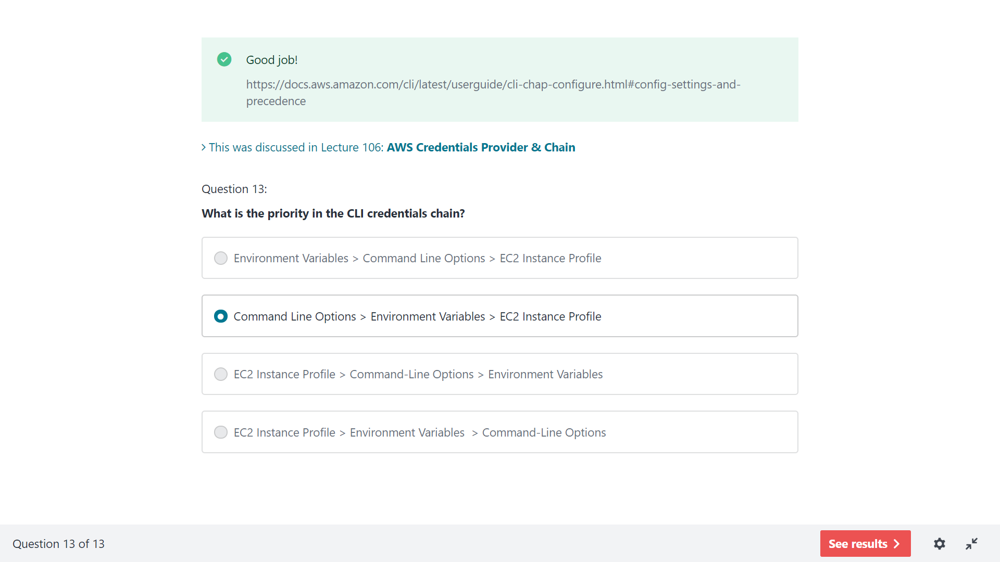 Good job!
https://docs.aws.amazon.com/cli/latest/userguide/cli-chap-configure.html#config-settings-and-
precedence
This was discussed in Lecture 106: AWS Credentials Provider & Chain
Question 13:
What is the priority in the CLI credentials chain?
Environment Variables > Command Line Options > EC2 Instance Profile
Command Line Options > Environment Variables > EC2 Instance Profile
EC2 Instance Profile > Command-Line Options > Environment Variables
EC2 Instance Profile > Environment Variables  > Command-Line Options
Question 13 of 13
See results